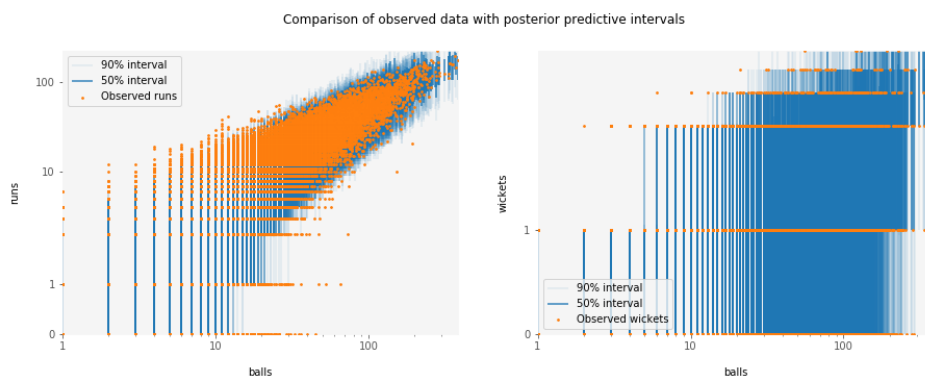 Comparison of observed data with posterior predictive intervals
90% interval
50% interval
Observed runs
100
10
1
0
runs
1
10
100
balls
1
0
wickets
90% interval
50% interval
Observed wickets
1
10
100
balls